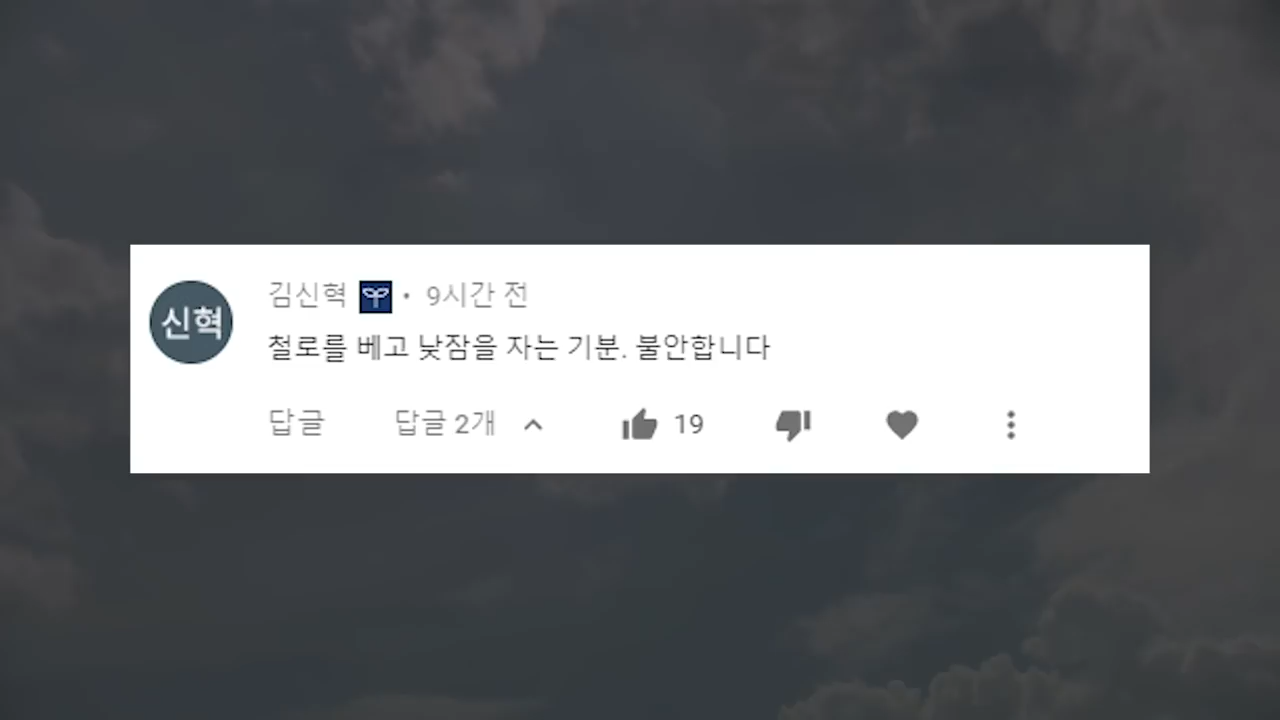 신혁
김신혁 • 9시간 전
철로를 베고 낮잠을 자는 기분. 불안합니다
답글 답글 2개 19